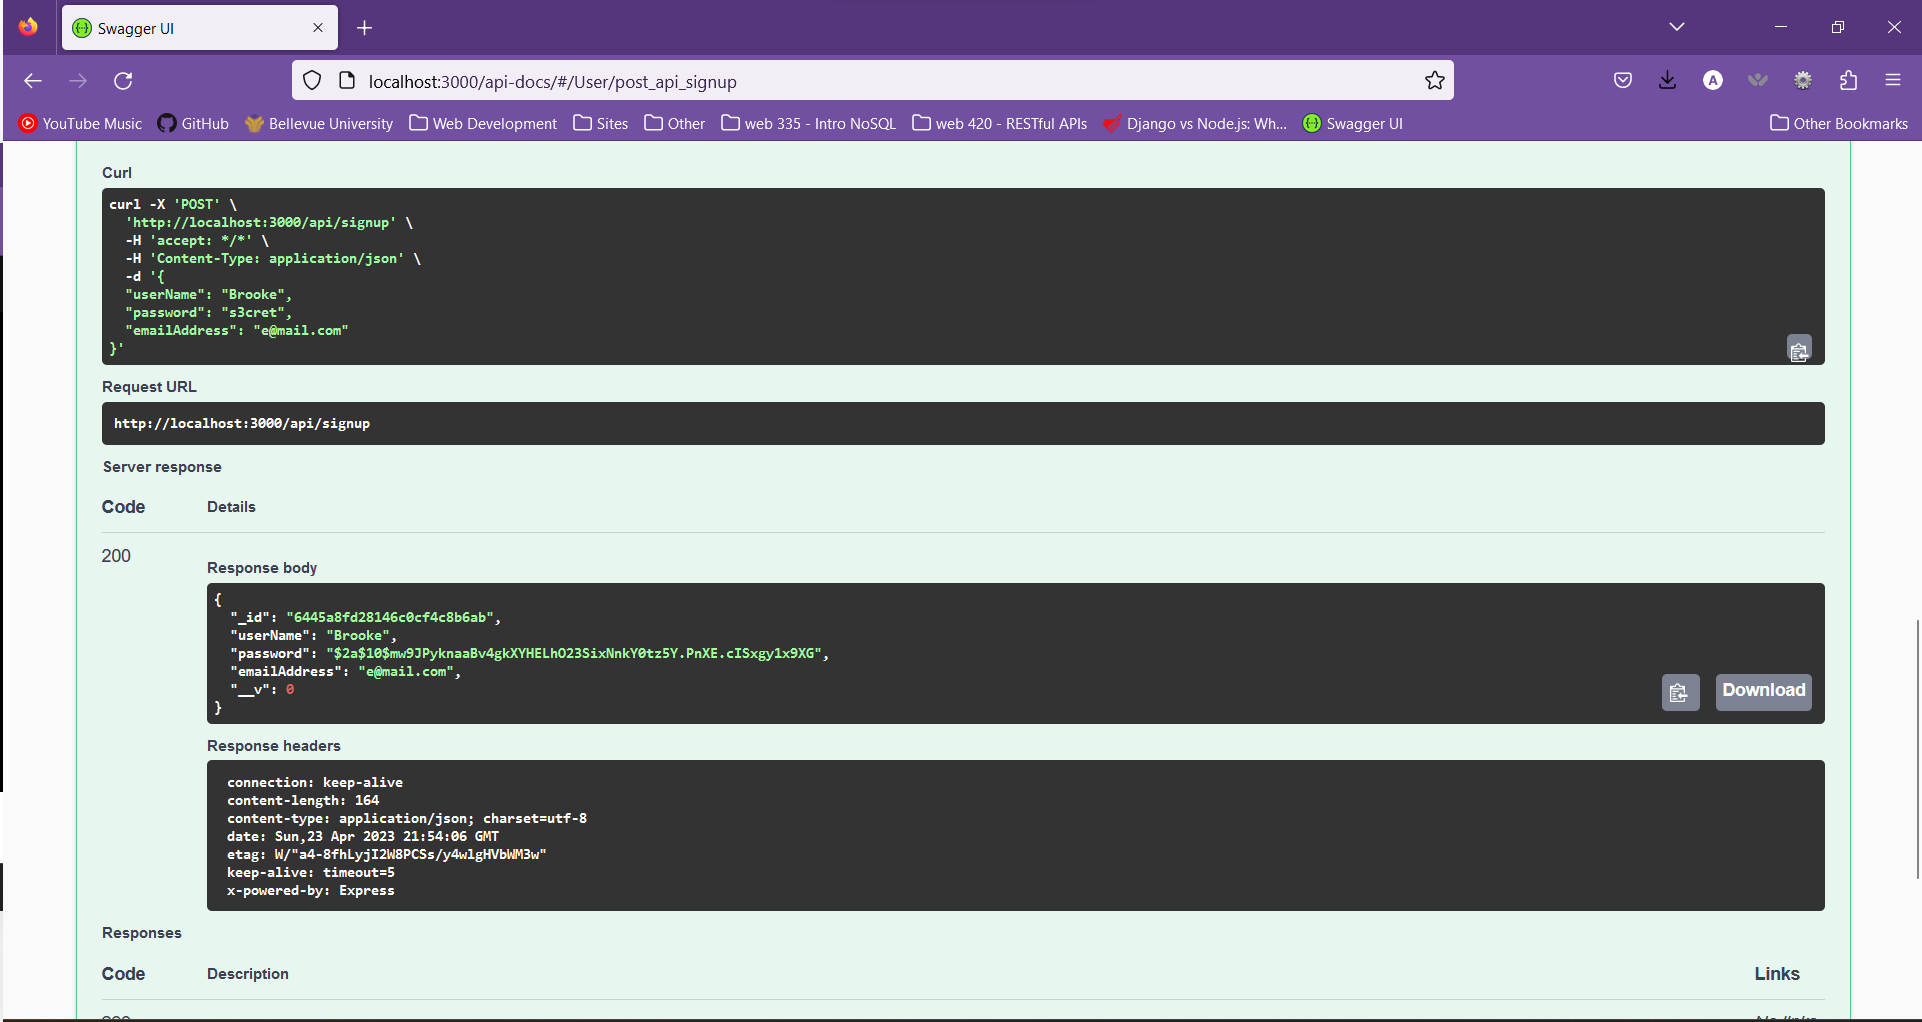 Swagger UI
localhost:3000/api-docs/#/User/post_api_signup
A
YouTube Music GitHub Bellevue University Web Development Sites Other web 335 - Intro NoSQL web 420 - RESTful APIs Django vs Node.js: Wh... Swagger UI Other Bookmarks
Curl
curl -X 'POST' \
'http://localhost:3000/api/signup' \
-H 'accept: */*' \
-H 'Content-Type: application/json' \
-d '{
"userName": "Brooke",
"password": "s3cret",
"emailAddress": "e@mail.com"
}'
Request URL
http://localhost:3000/api/signup
Server response
Code Details
200
Response body
{
"_id": "6445a8fd28146c0cf4c8b6ab",
"userName": "Brooke",
"password": "$2a$10$mw9JPyknaaBv4gkXYHELhO23SixNnkY0tz5Y.PnXE.cISxgy1x9XG",
"emailAddress": "e@mail.com",
"__v": 0
}
Download
Response headers
connection: keep-alive
content-length: 164
content-type: application/json; charset=utf-8
date: Sun,23 Apr 2023 21:54:06 GMT
etag: W/"a4-8fhLyjI2W8PCSs/y4wlgHVbWM3w"
keep-alive: timeout=5
x-powered-by: Express
Responses
Code Description Links